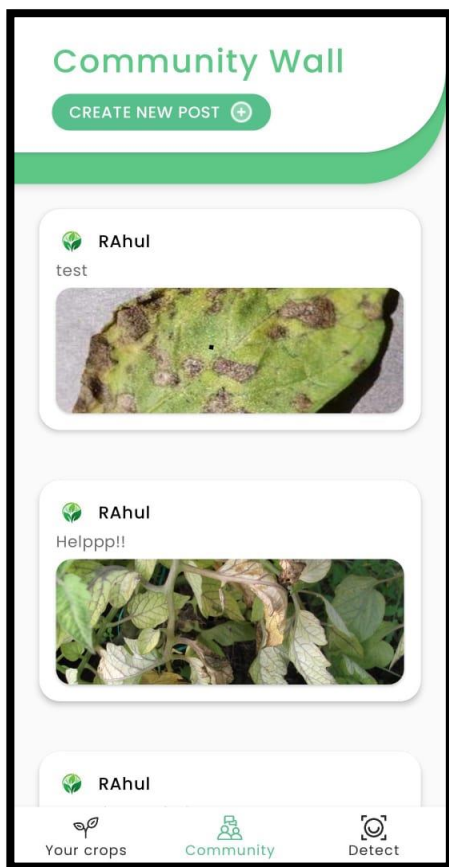 Community Wall
CREATE NEW POST
RAhul
test
RAhul
Helppp!!
RAhul
Your crops Community Detect